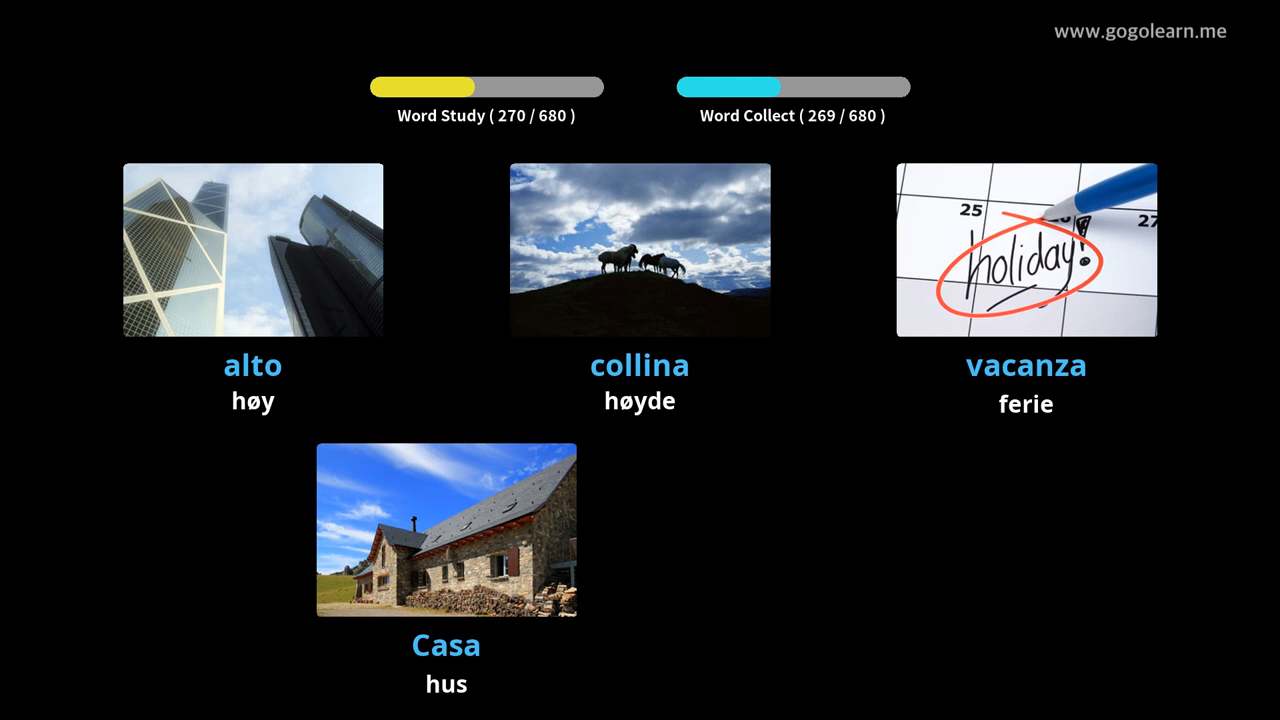 www.gogolearn.me
Word Study ( 270 / 680 )
Word Collect ( 269 / 680 )
25
27
holiday!
alto
høy
collina
høyde
vacanza
ferie
Casa
hus